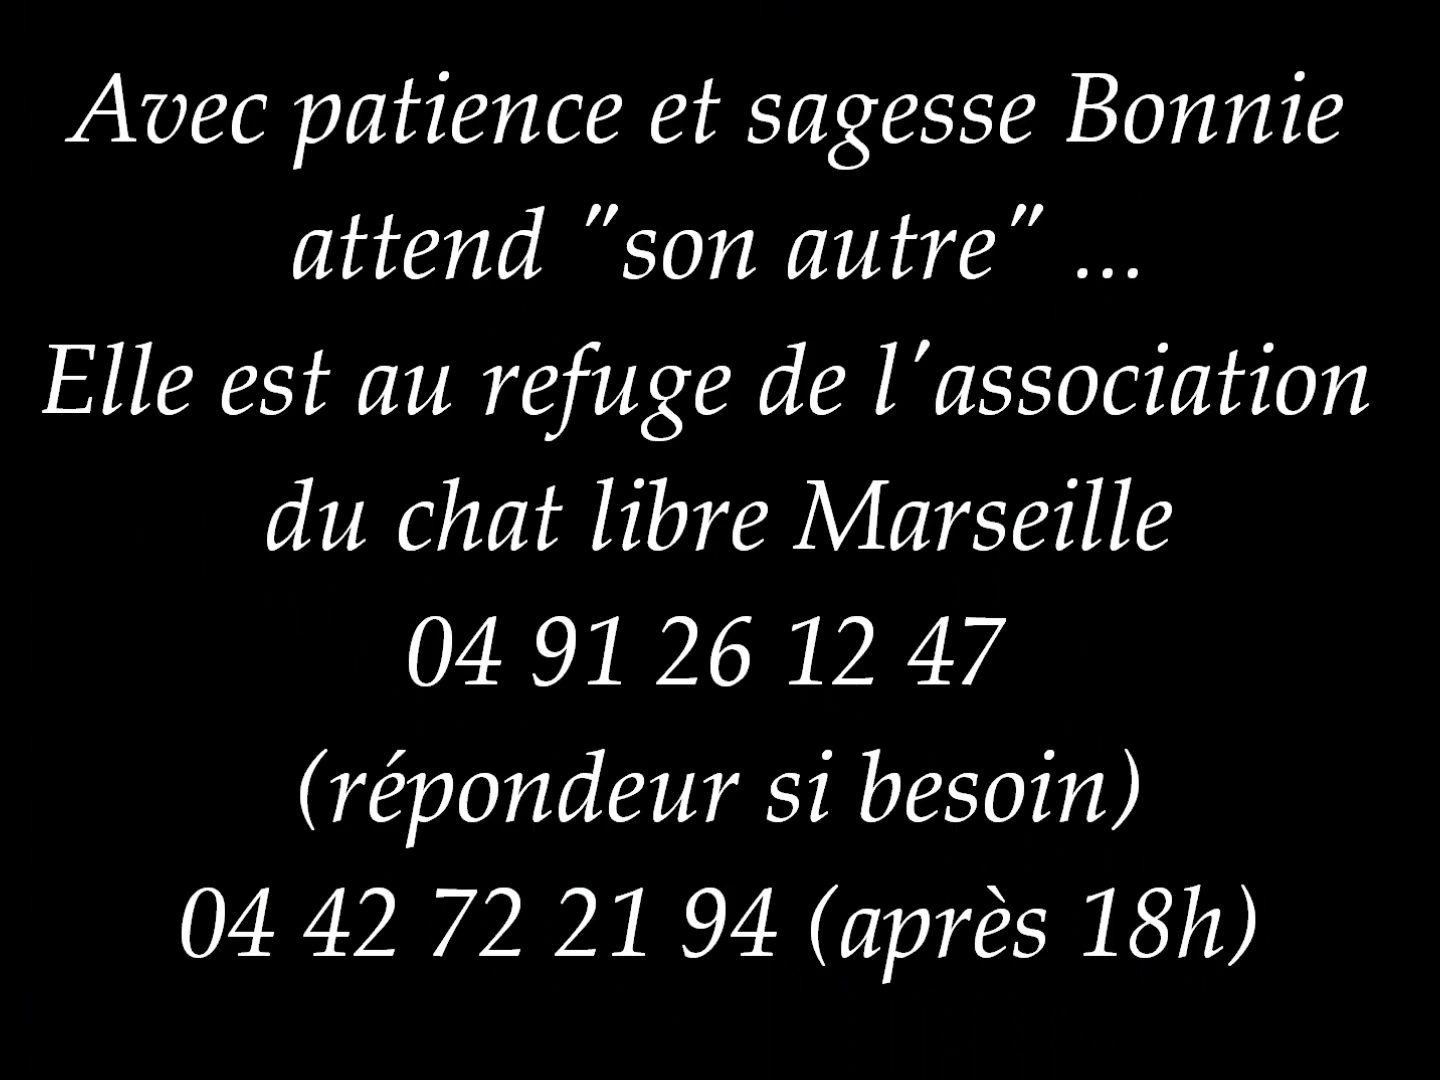 Avec patience et sagesse Bonnie
attend "son autre" ...
Elle est au refuge de l'association
du chat libre Marseille
04 91 26 12 47
(répondeur si besoin)
04 42 72 21 94 (après 18h)